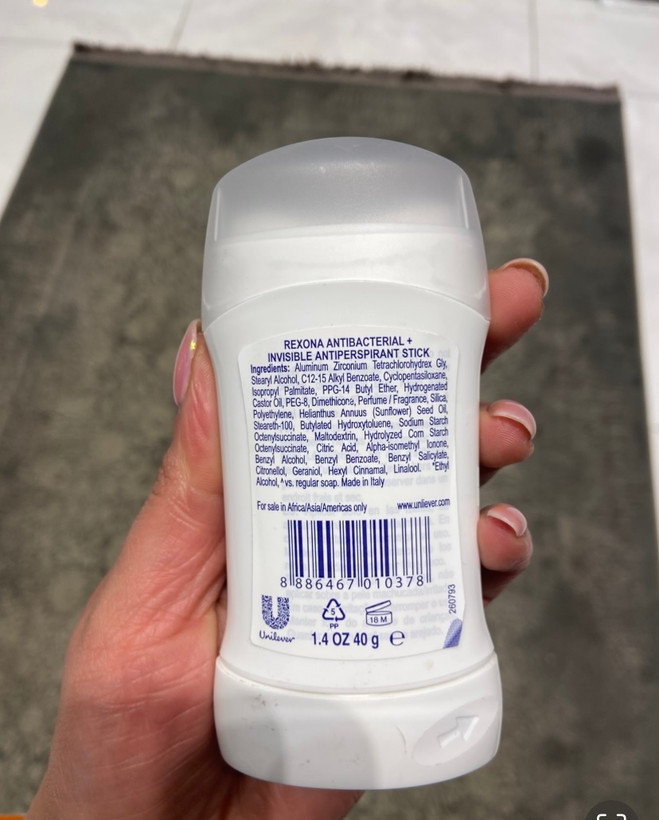 REXONA ANTIBACTERIAL +
INVISIBLE ANTIPERSPIRANT STICK
Ingredients: Aluminum Zirconium Tetrachlorohydrex Gly,
Stearyl Alcohol, C12-15 Alkyl Benzoate, Cyclopentasiloxane,
Isopropyl Palmitate, PPG-14 Butyl Ether, Hydrogenated
Castor Oil, PEG-8, Dimethicone, Perfume / Fragrance, Silica,
Polyethylene, Helianthus Annuus (Sunflower) Seed Oil,
Steareth-100, Butylated Hydroxytoluene, Sodium Starch
Octenylsuccinate, Maltodextrin, Hydrolyzed Corn Starch
Octenylsuccinate, Citric Acid, Alpha-isomethyl Ionone,
Benzyl Alcohol, Benzyl Benzoate, Benzyl Salicylate,
Citronellol, Geraniol, Hexyl Cinnamal, Linalool. *Ethyl
Alcohol, ^ vs. regular soap. Made in Italy
For sale in Africa/Asia/Americas only www.unilever.com
8 886467 010378
260793
Unilever
5
PP
18 M
1.4 OZ 40 g ℮